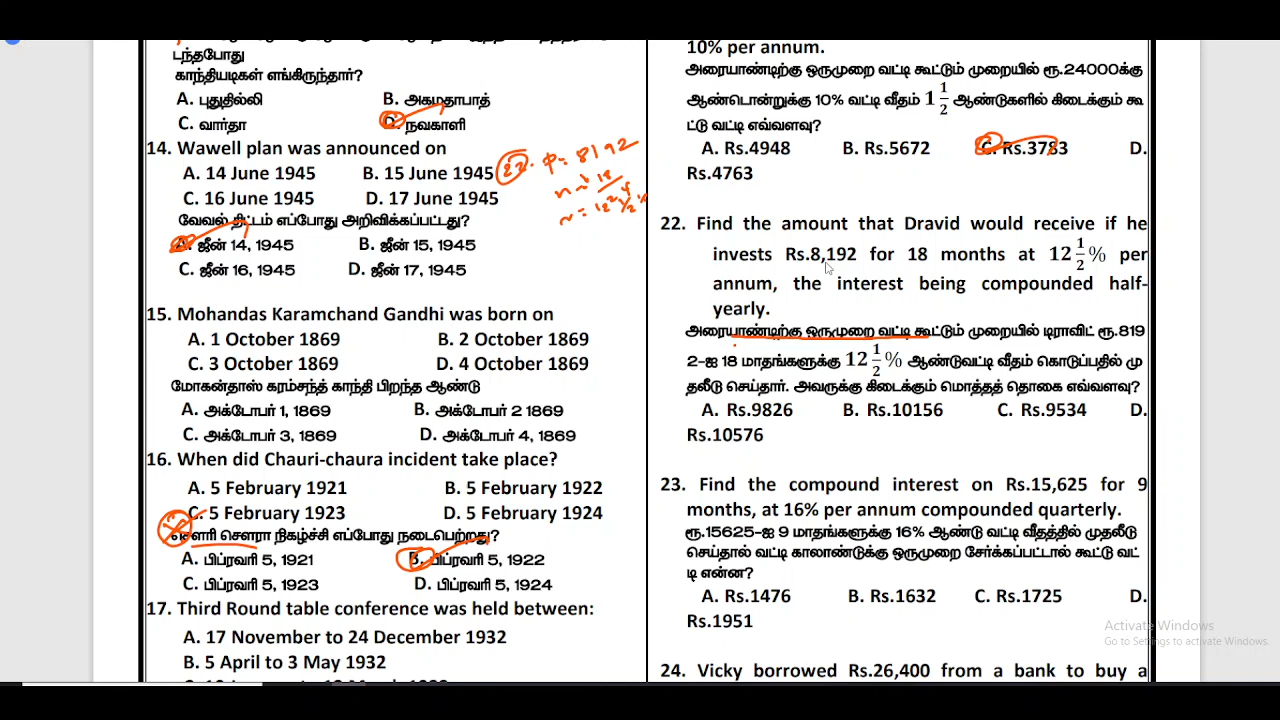 டந்தபோது
காந்தியடிகள் எங்கிருந்தார்?
A. புதுதில்லி B. அகமதாபாத்
C. வார்தா D. நவகாளி
14. Wawell plan was announced on
A. 14 June 1945 B. 15 June 1945
C. 16 June 1945 D. 17 June 1945
வேவல் திட்டம் எப்போது அறிவிக்கப்பட்டது?
A. ஜீன் 14, 1945 B. ஜீன் 15, 1945
C. ஜீன் 16, 1945 D. ஜீன் 17, 1945
15. Mohandas Karamchand Gandhi was born on
A. 1 October 1869 B. 2 October 1869
C. 3 October 1869 D. 4 October 1869
மோகன்தாஸ் கரம்சந்த் காந்தி பிறந்த ஆண்டு
A. அக்டோபர் 1, 1869 B. அக்டோபர் 2 1869
C. அக்டோபர் 3, 1869 D. அக்டோபர் 4, 1869
16. When did Chauri-chaura incident take place?
A. 5 February 1921 B. 5 February 1922
C. 5 February 1923 D. 5 February 1924
சௌரி சௌரா நிகழ்ச்சி எப்போது நடைபெற்றது?
A. பிப்ரவரி 5, 1921 B. பிப்ரவரி 5, 1922
C. பிப்ரவரி 5, 1923 D. பிப்ரவரி 5, 1924
17. Third Round table conference was held between:
A. 17 November to 24 December 1932
B. 5 April to 3 May 1932
22. P = 8192
n = 18/
r = 12 1/2 %
10% per annum.
அரையாண்டிற்கு ஒருமுறை வட்டி கூட்டும் முறையில் ரூ.24000க்கு
ஆண்டொன்றுக்கு 10% வட்டி வீதம் 1 1/2 ஆண்டுகளில் கிடைக்கும் கூ
ட்டு வட்டி எவ்வளவு?
A. Rs.4948 B. Rs.5672 C. Rs.3783 D.
Rs.4763
22. Find the amount that Dravid would receive if he
invests Rs.8,192 for 18 months at 12 1/2 % per
annum, the interest being compounded half-
yearly.
அரையாண்டிற்கு ஒருமுறை வட்டி கூட்டும் முறையில் டிராவிட் ரூ.819
2-ஐ 18 மாதங்களுக்கு 12 1/2 % ஆண்டுவட்டி வீதம் கொடுப்பதில் மு
தலீடு செய்தார். அவருக்கு கிடைக்கும் மொத்தத் தொகை எவ்வளவு?
A. Rs.9826 B. Rs.10156 C. Rs.9534 D.
Rs.10576
23. Find the compound interest on Rs.15,625 for 9
months, at 16% per annum compounded quarterly.
ரூ.15625-ஐ 9 மாதங்களுக்கு 16% ஆண்டு வட்டி வீதத்தில் முதலீடு
செய்தால் வட்டி காலாண்டுக்கு ஒருமுறை சேர்க்கப்பட்டால் கூட்டு வட்
டி என்ன?
A. Rs.1476 B. Rs.1632 C. Rs.1725 D.
Rs.1951
24. Vicky borrowed Rs.26,400 from a bank to buy a
Activate Windows
Go to Settings to activate Windows.